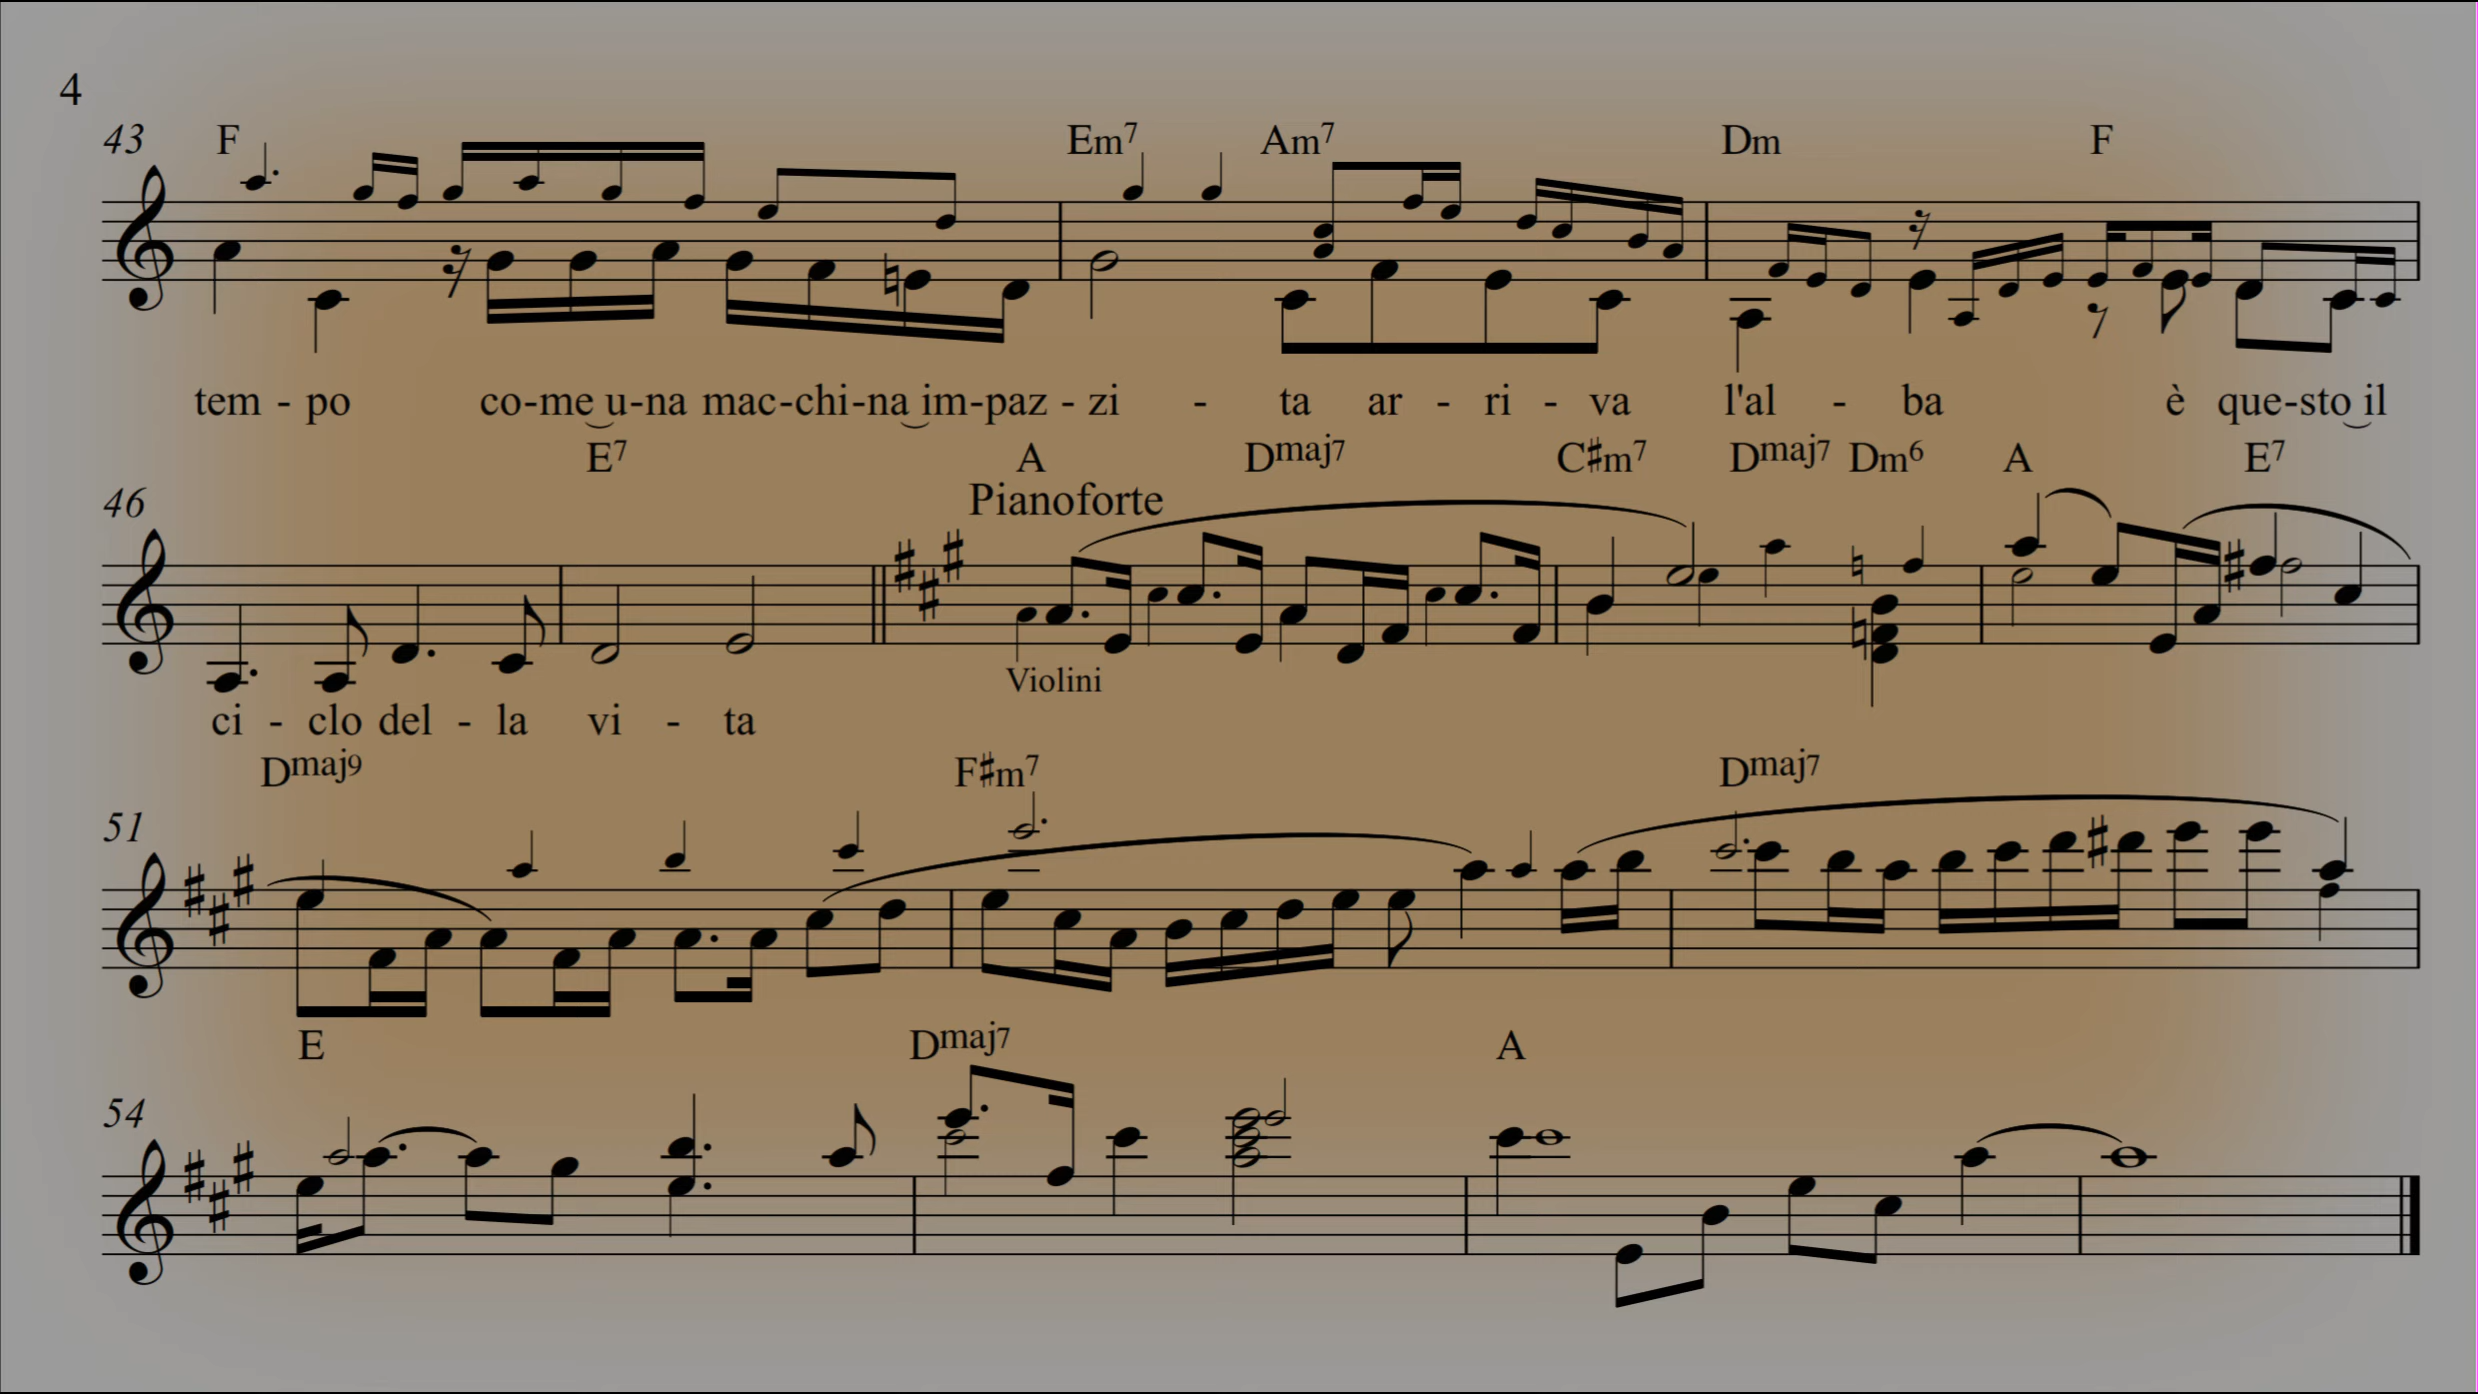 4
43 F Em7 Am7 Dm F
tem - po co-me u-na mac-chi-na im-paz - zi - ta ar - ri - va l'al - ba è que-sto il
E7 A Dmaj7 C♯m7 Dmaj7 Dm6 A E7
46 Pianoforte
Violini
ci - clo del - la vi - ta
Dmaj9 F♯m7 Dmaj7
51
E Dmaj7 A
54